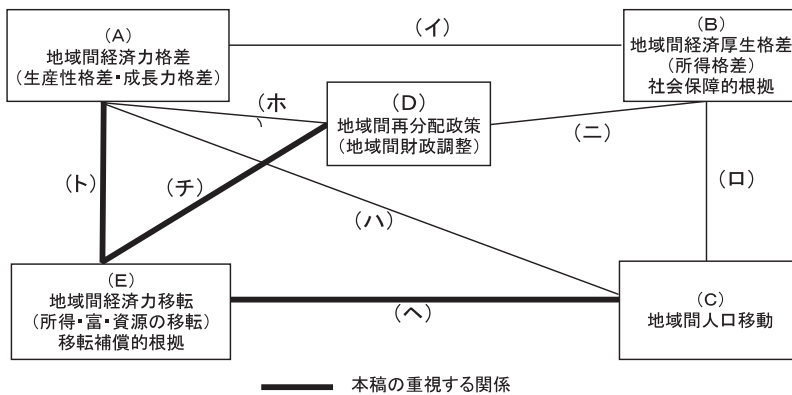 (A)
地域間経済力格差
(生産性格差・成長力格差)
(イ)
(B)
地域間経済厚生格差
(所得格差)
社会保障的根拠
(ホ)
(D)
地域間再分配政策
(地域間財政調整)
(ニ)
(ト)
(チ)
(ハ)
(ロ)
(E)
地域間経済力移転
(所得・富・資源の移転)
移転補償的根拠
(ヘ)
(C)
地域間人口移動
本稿の重視する関係